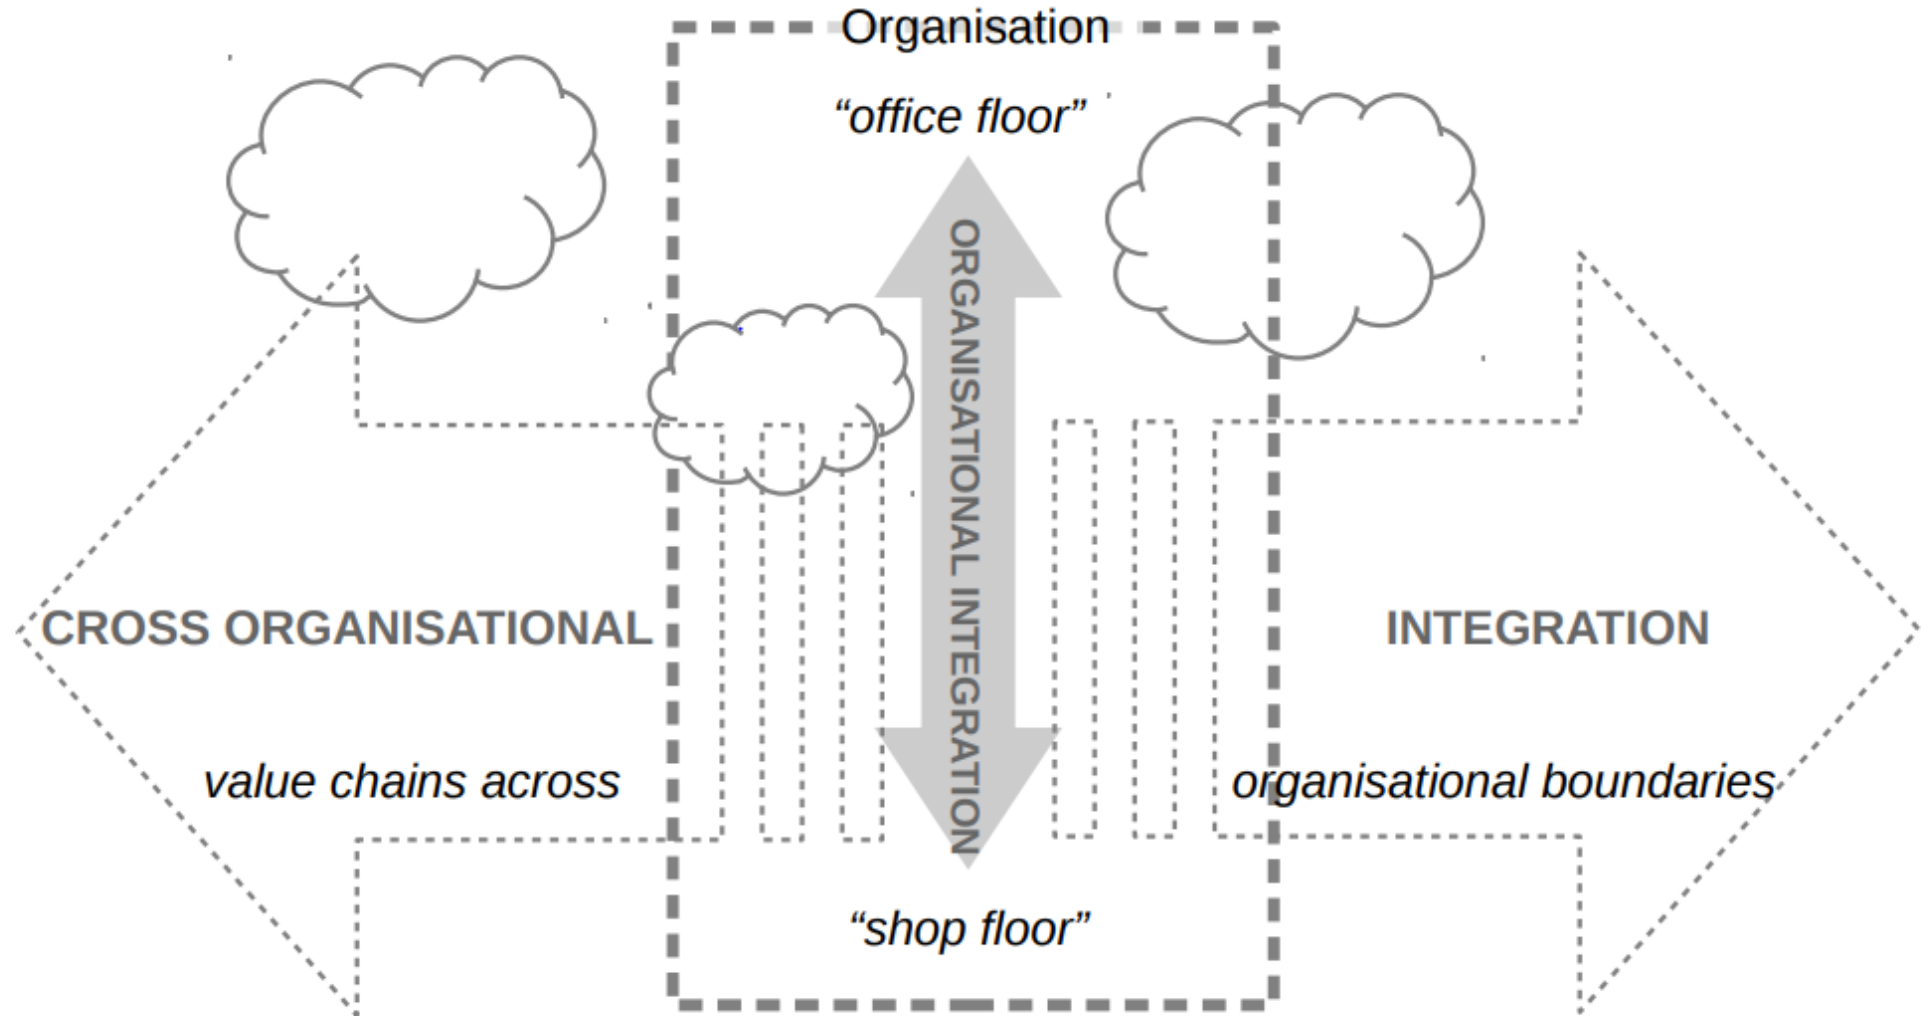 Organisation
“office floor”
ORGANISATIONAL INTEGRATION
CROSS ORGANISATIONAL
INTEGRATION
value chains across
organisational boundaries
“shop floor”